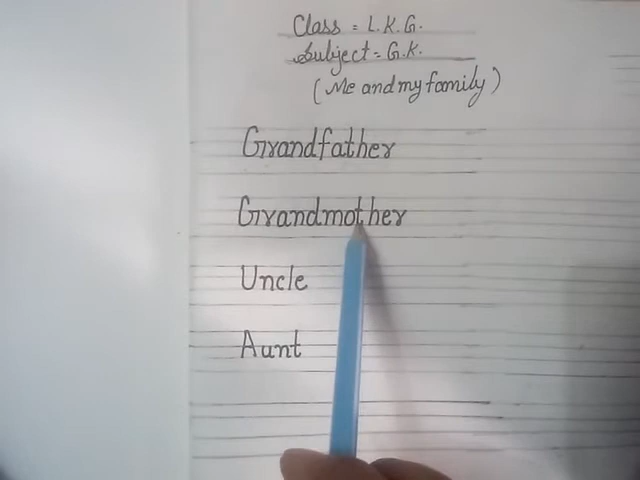 Class = L.K.G.
Subject = G.K.
(Me and my family)
Grandfather
Grandmother
Uncle
Aunt